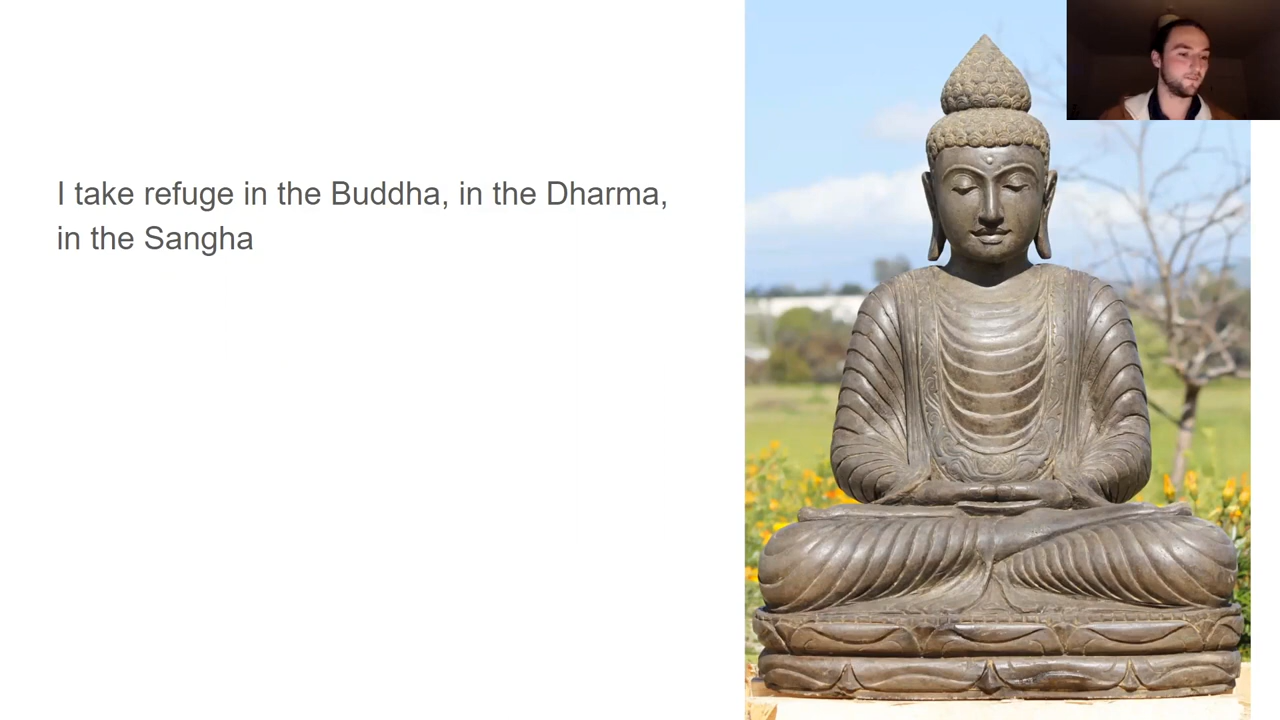 I take refuge in the Buddha, in the Dharma,
in the Sangha